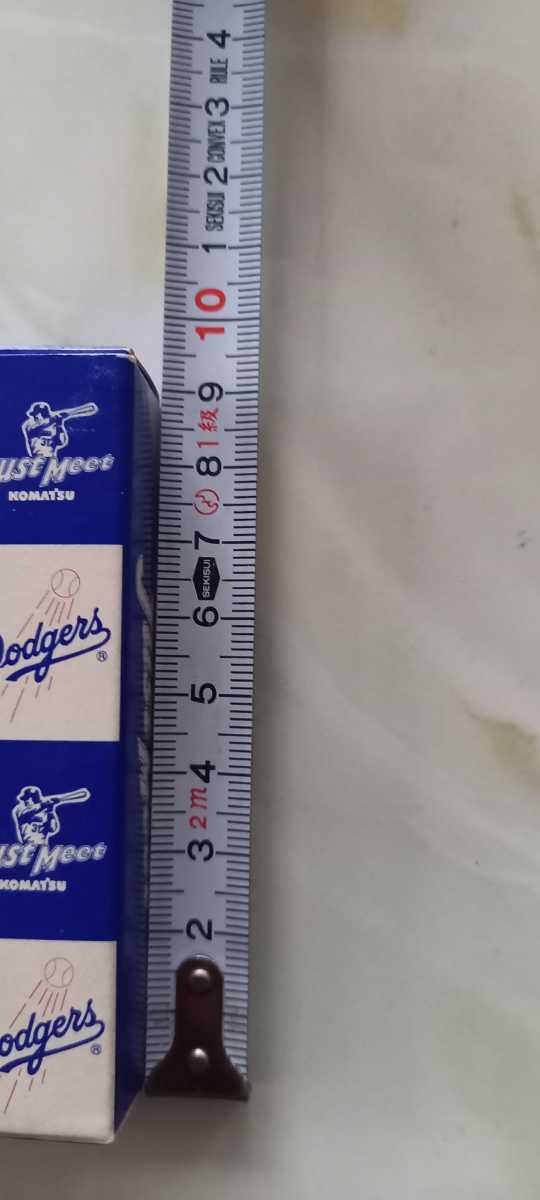 4
RULE
3
CONVEX
2
SEKISUI
1
10
9
1級
8
7
SEKISUI
6
5
4
2m
3
2
ust Meet
KOMATSU
Dodgers®
ust Meet
KOMATSU
odgers®